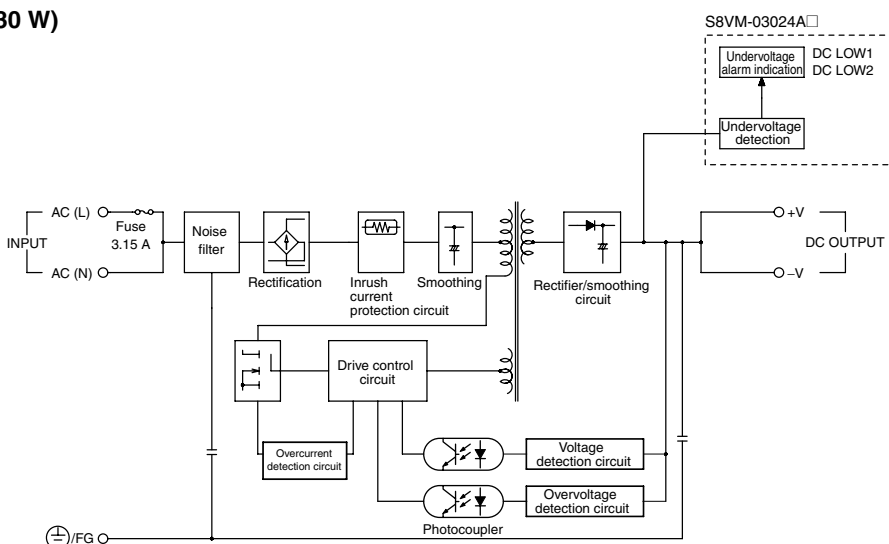 30 W)
S8VM-03024A□
Undervoltage
alarm indication
DC LOW1
DC LOW2
Undervoltage
detection
INPUT
AC (L)
Fuse
3.15 A
AC (N)
Noise
filter
Rectification
Inrush
current
protection circuit
Smoothing
Rectifier/smoothing
circuit
+V
DC OUTPUT
–V
Drive control
circuit
Overcurrent
detection circuit
Voltage
detection circuit
Overvoltage
detection circuit
Photocoupler
/FG